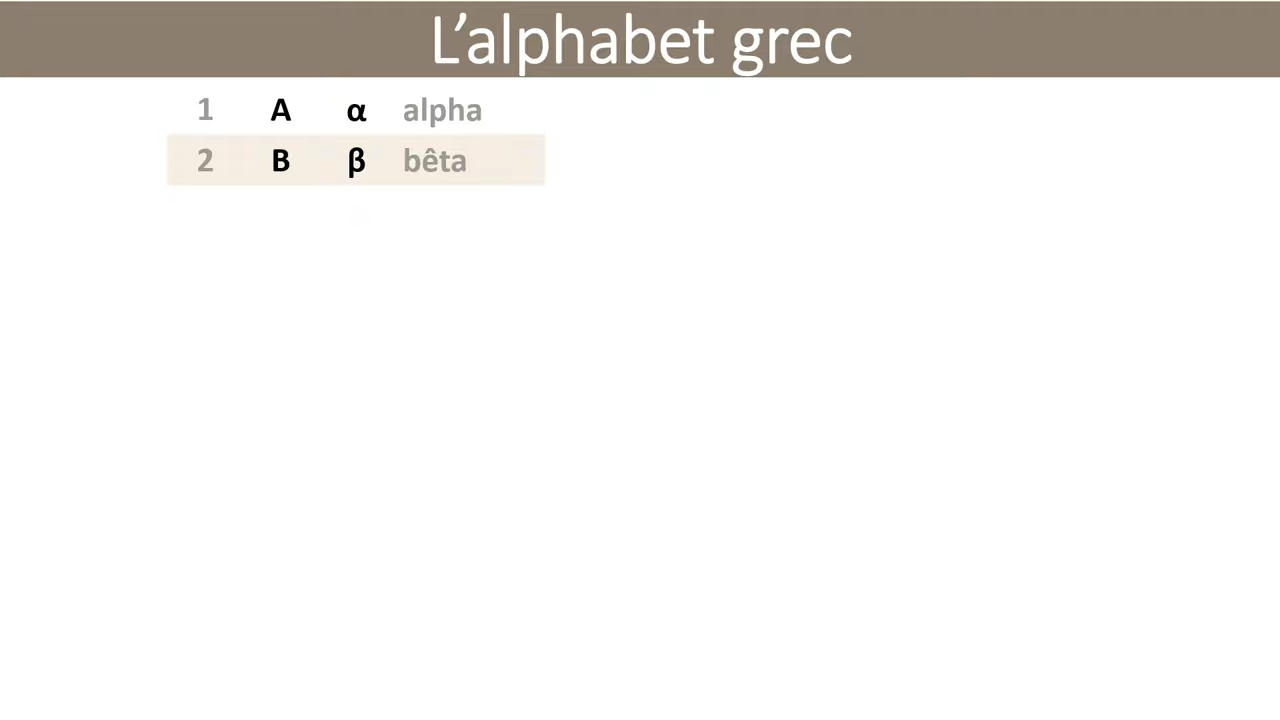 L’alphabet grec
1 Α α alpha
2 Β β bêta